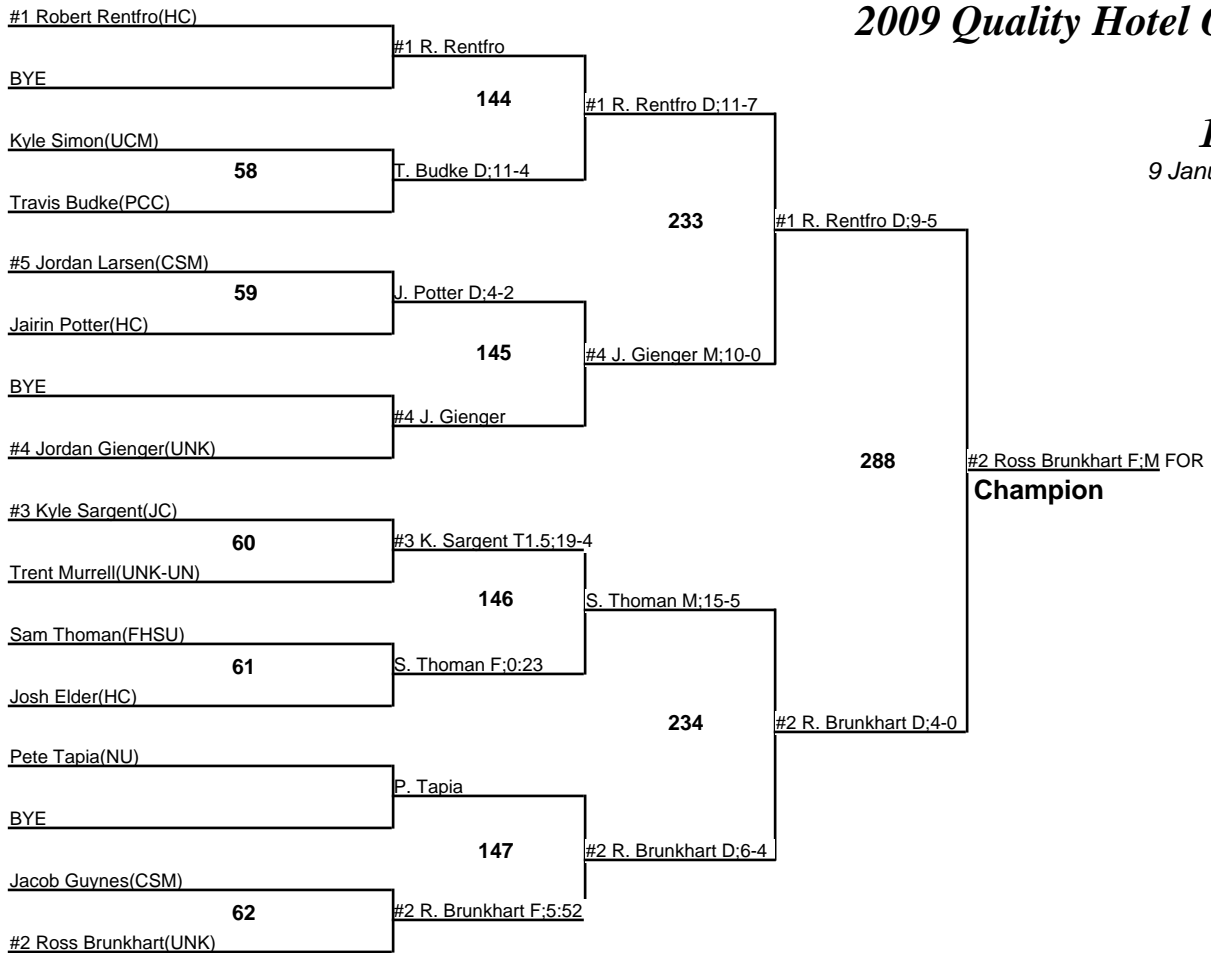 #1 Robert Rentfro(HC)
2009 Quality Hotel
#1 R. Rentfro
BYE
144
#1 R. Rentfro D;11-7
Kyle Simon(UCM)
58
T. Budke D;11-4
9
Travis Budke(PCC)
233
#1 R. Rentfro D;9-5
#5 Jordan Larsen(CSM)
59
J. Potter D;4-2
Jairin Potter(HC)
145
#4 J. Gienger M;10-0
BYE
#4 J. Gienger
#4 Jordan Gienger(UNK)
288
#2 Ross Brunkhart F;M FOR
Champion
#3 Kyle Sargent(JC)
60
#3 K. Sargent T1.5;19-4
Trent Murrell(UNK-UN)
146
S. Thoman M;15-5
Sam Thoman(FHSU)
61
S. Thoman F;0:23
Josh Elder(HC)
234
#2 R. Brunkhart D;4-0
Pete Tapia(NU)
P. Tapia
BYE
147
#2 R. Brunkhart D;6-4
Jacob Guynes(CSM)
62
#2 R. Brunkhart F;5:52
#2 Ross Brunkhart(UNK)